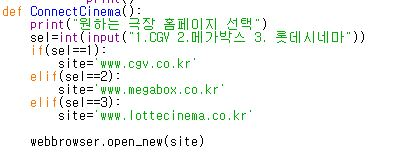 def ConnectCinema():
    print("원하는 극장 홈페이지 선택")
    sel=int(input("1.CGV 2.메가박스 3. 롯데시네마"))
    if(sel==1):
        site='www.cgv.co.kr'
    elif(sel==2):
        site='www.megabox.co.kr'
    elif(sel==3):
        site='www.lottecinema.co.kr'
    webbrowser.open_new(site)